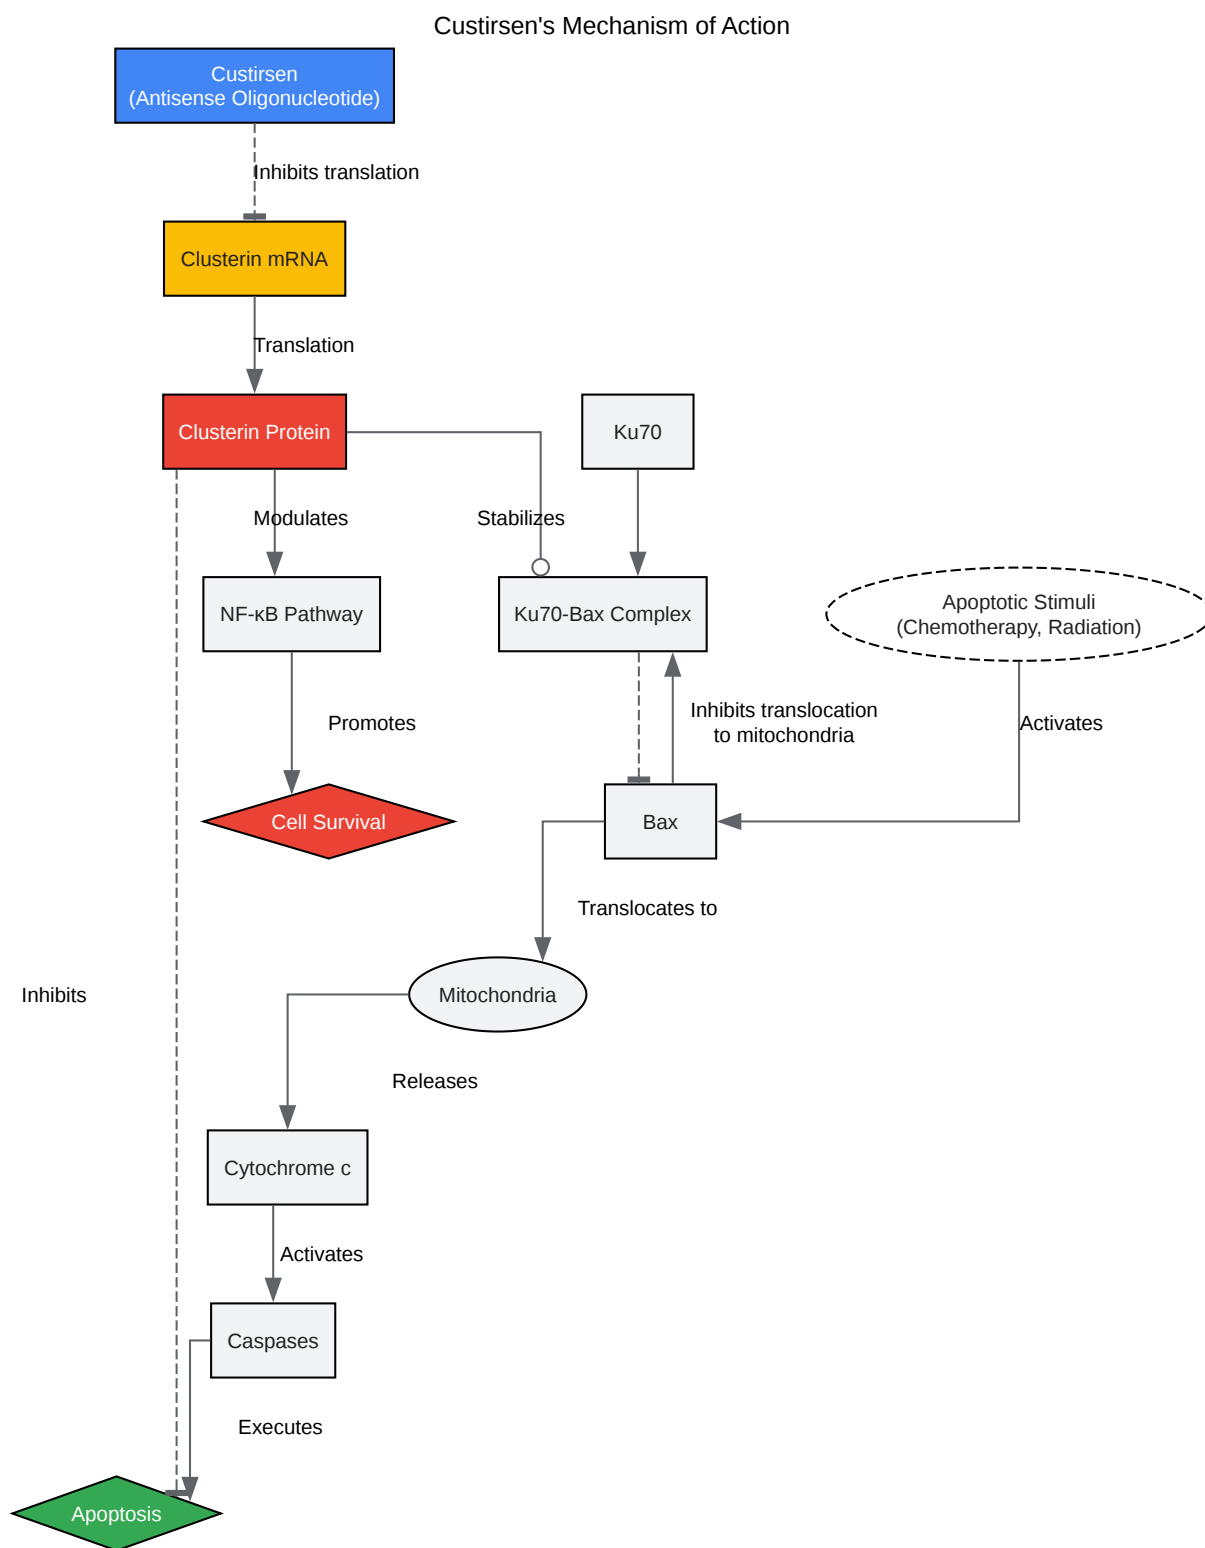 Custirsen's Mechanism of Action
Custirsen
(Antisense Oligonucleotide)
Inhibits translation
Clusterin mRNA
Translation
Clusterin Protein
Ku70
Modulates
Stabilizes
NF-κB Pathway
Ku70-Bax Complex
Apoptotic Stimuli
(Chemotherapy, Radiation)
Promotes
Inhibits translocation
to mitochondria
Activates
Cell Survival
Bax
Translocates to
Inhibits
Mitochondria
Releases
Cytochrome c
Activates
Caspases
Executes
Apoptosis